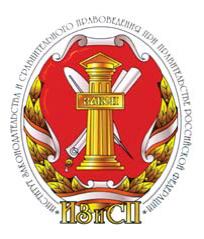 ИНСТИТУТ ЗАКОНОДАТЕЛЬСТВА И СРАВНИТЕЛЬНОГО ПРАВОВЕДЕНИЯ ПРИ ПРАВИТЕЛЬСТВЕ РОССИЙСКОЙ ФЕДЕРАЦИИ
ЗАКОН
ИЗиСП